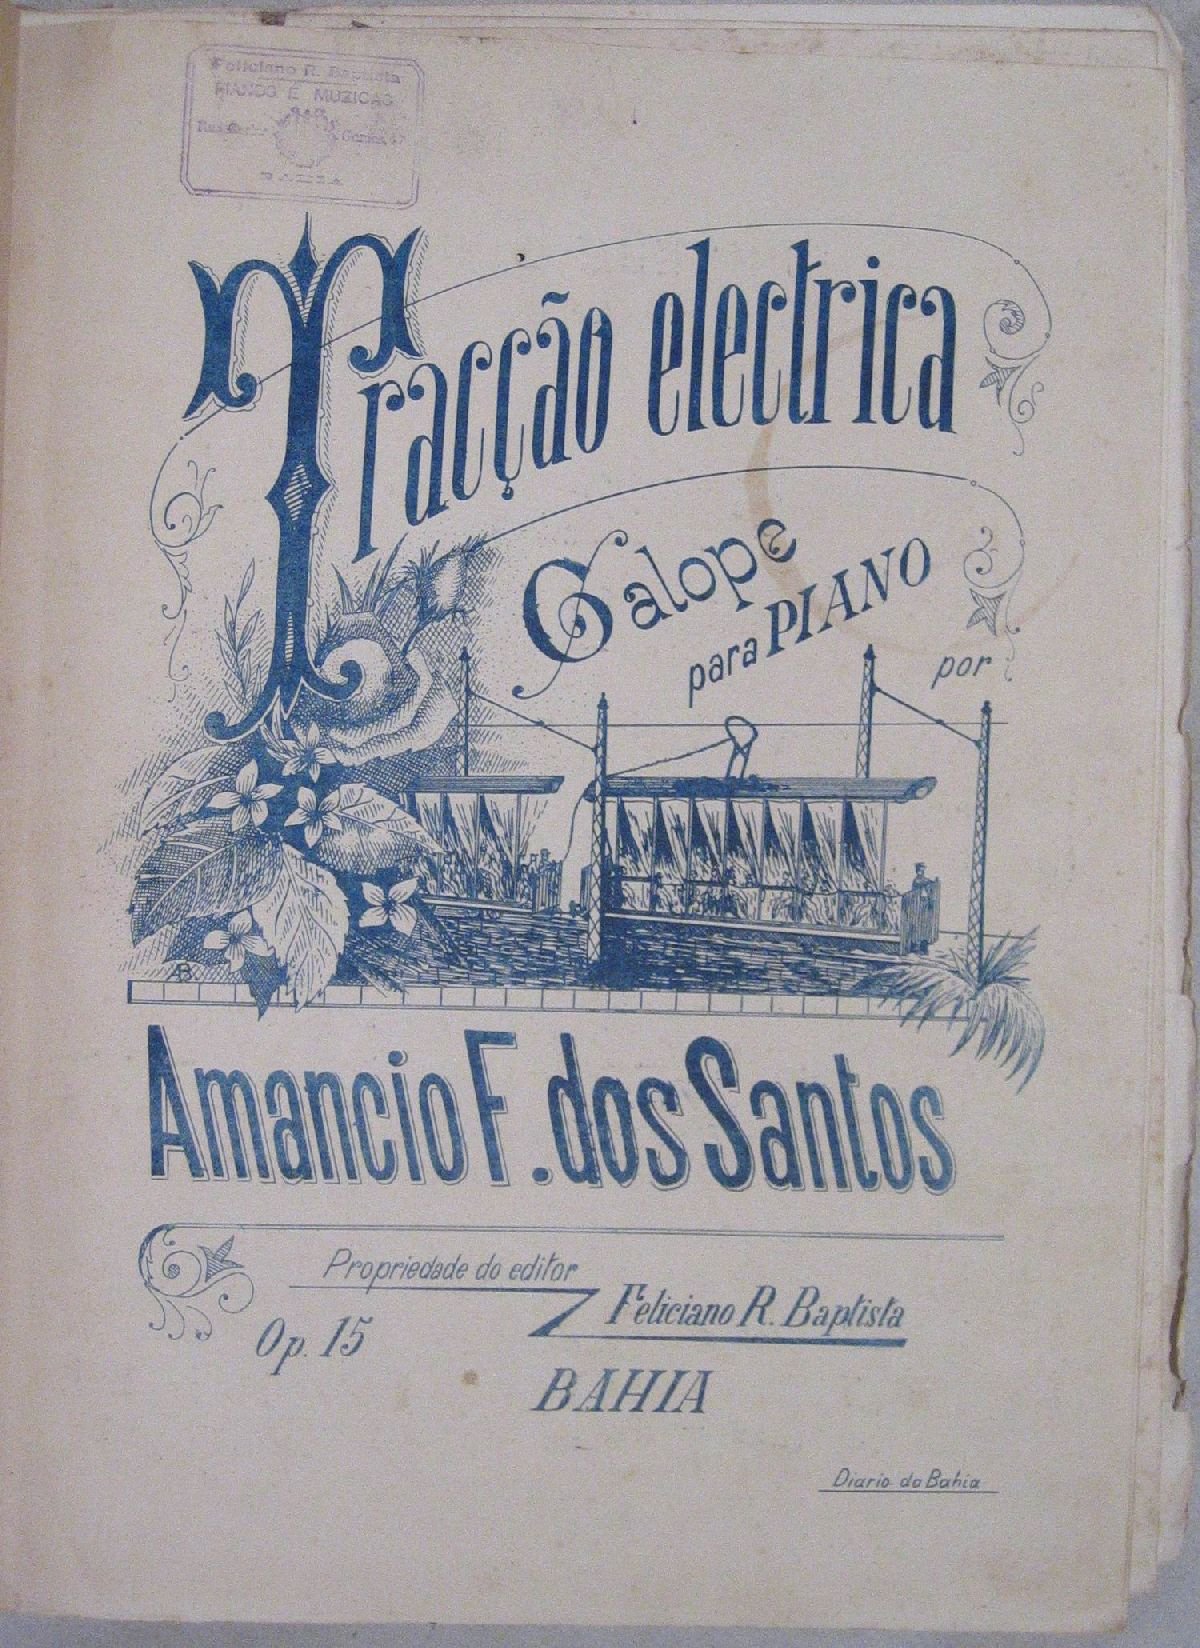 Feliciano R. Baptista
PIANOS E MUZICAS
BAHIA
Tracção electrica
Galope
para PIANO
por
Amancio F. dos Santos
Propriedade do editor
Feliciano R. Baptista
Op. 15
BAHIA
Diario da Bahia